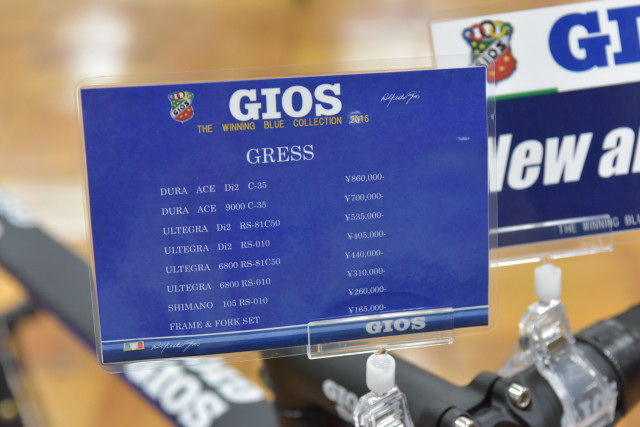 GIOS
GIOS
THE WINNING BLUE COLLECTION 2016
GRESS
DURA ACE Di2 C-35 ¥860,000-
DURA ACE 9000 C-35 ¥700,000-
ULTEGRA Di2 RS-81C50 ¥535,000-
ULTEGRA Di2 RS-010 ¥405,000-
ULTEGRA 6800 RS-81C50 ¥440,000-
ULTEGRA 6800 RS-010 ¥310,000-
SHIMANO 105 RS-010 ¥260,000-
FRAME & FORK SET ¥165,000-
GIOS
GIOS
GI
New a
THE WINNING BLU
GIOS